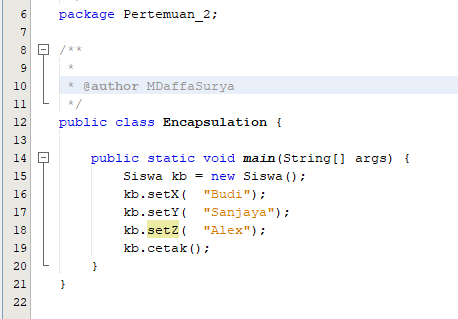 6 package Pertemuan_2;
7
8 /**
9 *
10 * @author MDaffaSurya
11 */
12 public class Encapsulation {
13
14 public static void main(String[] args) {
15 Siswa kb = new Siswa();
16 kb.setX(  "Budi");
17 kb.setY(  "Sanjaya");
18 kb.setZ(  "Alex");
19 kb.cetak();
20 }
21 }
22